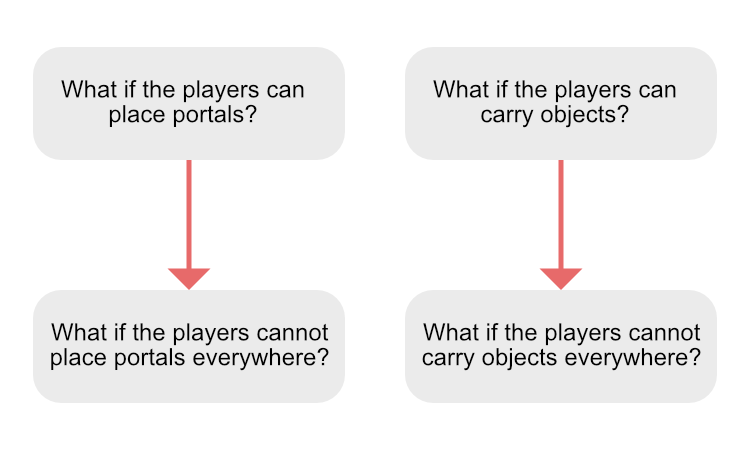 What if the players can
place portals?
What if the players cannot
place portals everywhere?
What if the players can
carry objects?
What if the players cannot
carry objects everywhere?